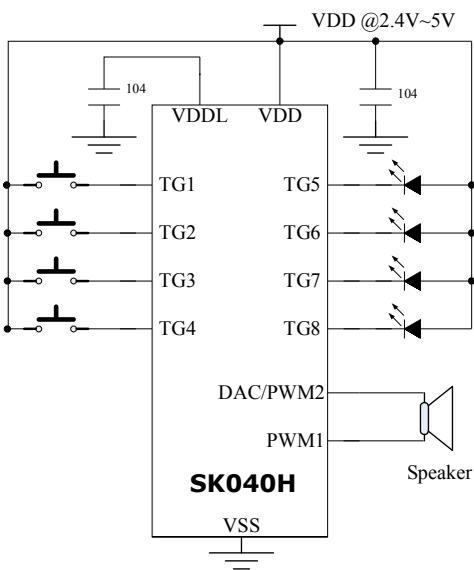 VDD @2.4V~5V
104
104
VDDL
VDD
TG1
TG5
TG2
TG6
TG3
TG7
TG4
TG8
DAC/PWM2
PWM1
Speaker
SK040H
VSS